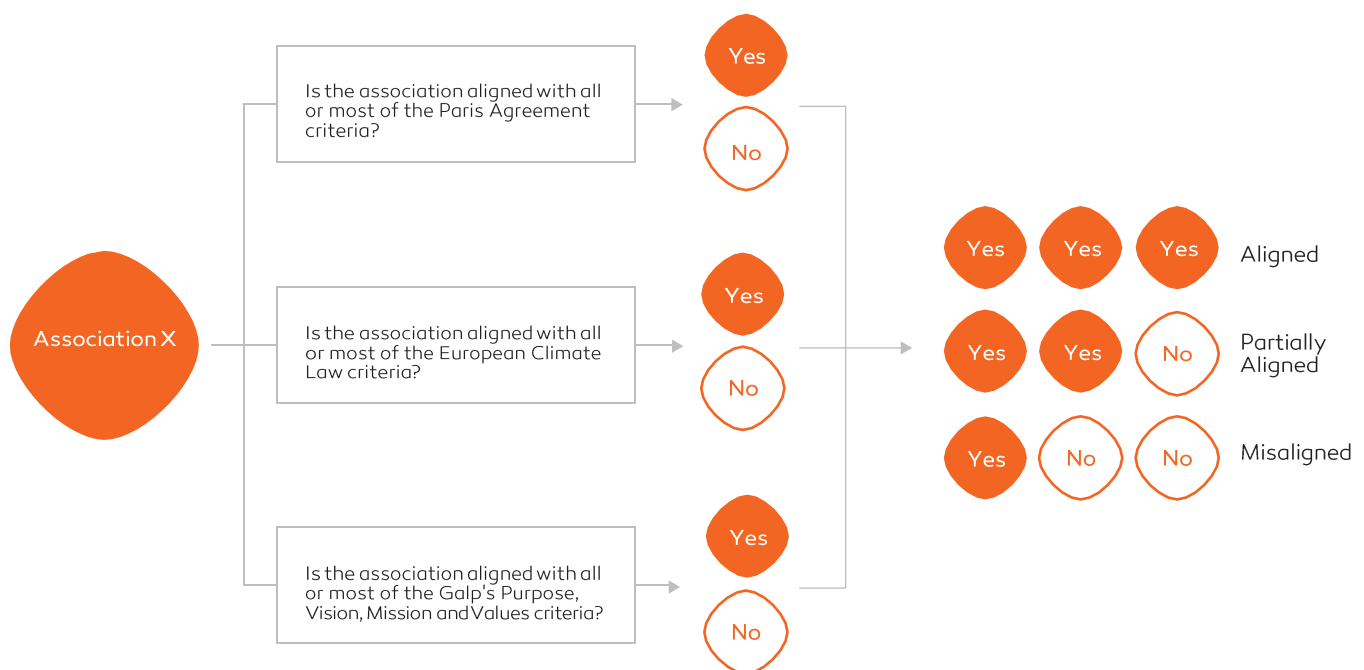 Association X
Is the association aligned with all
or most of the Paris Agreement
criteria?
Yes
No
Is the association aligned with all
or most of the European Climate
Law criteria?
Yes
No
Is the association aligned with all
or most of the Galp's Purpose,
Vision, Mission and Values criteria?
Yes
No
Yes Yes Yes Aligned
Yes Yes No Partially
Aligned
Yes No No Misaligned